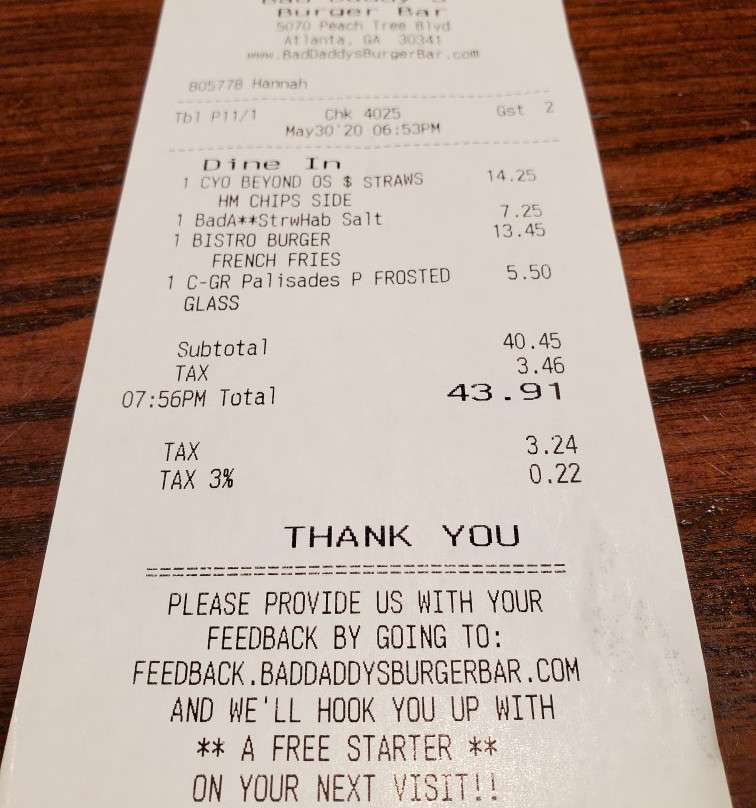 Bad Daddy's
Burger Bar
5070 Peach Tree Blvd
Atlanta, GA 30341
www.BadDaddysBurgerBar.com
805778 Hannah
Tbl P11/1 Chk 4025 Gst 2
May30'20 06:53PM
Dine In
1 CYO BEYOND OS $ STRAWS 14.25
HM CHIPS SIDE
1 BadA**StrwHab Salt 7.25
1 BISTRO BURGER 13.45
FRENCH FRIES
1 C-GR Palisades P FROSTED 5.50
GLASS
Subtotal 40.45
TAX 3.46
07:56PM Total 43.91
TAX 3.24
TAX 3% 0.22
THANK YOU
================================
PLEASE PROVIDE US WITH YOUR
FEEDBACK BY GOING TO:
FEEDBACK.BADDADDYSBURGERBAR.COM
AND WE'LL HOOK YOU UP WITH
** A FREE STARTER **
ON YOUR NEXT VISIT!!